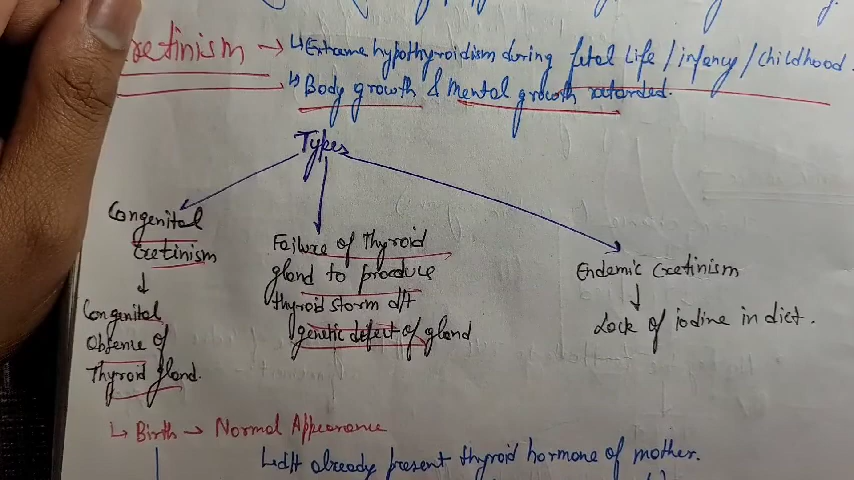 cretinism → ↳ Extreme hypothyroidism during fetal life / infancy / childhood.
↳ Body growth & Mental growth retarded.
Types
Congenital
Cretinism
↓
Congenital
Absence of
Thyroid gland.
Failure of Thyroid
gland to produce
thyroid storm d/t
genetic defect of gland
Endemic Cretinism
↓
Lack of iodine in diet.
↳ Birth → Normal Appearance
↳ d/t already present thyroid hormone of mother.